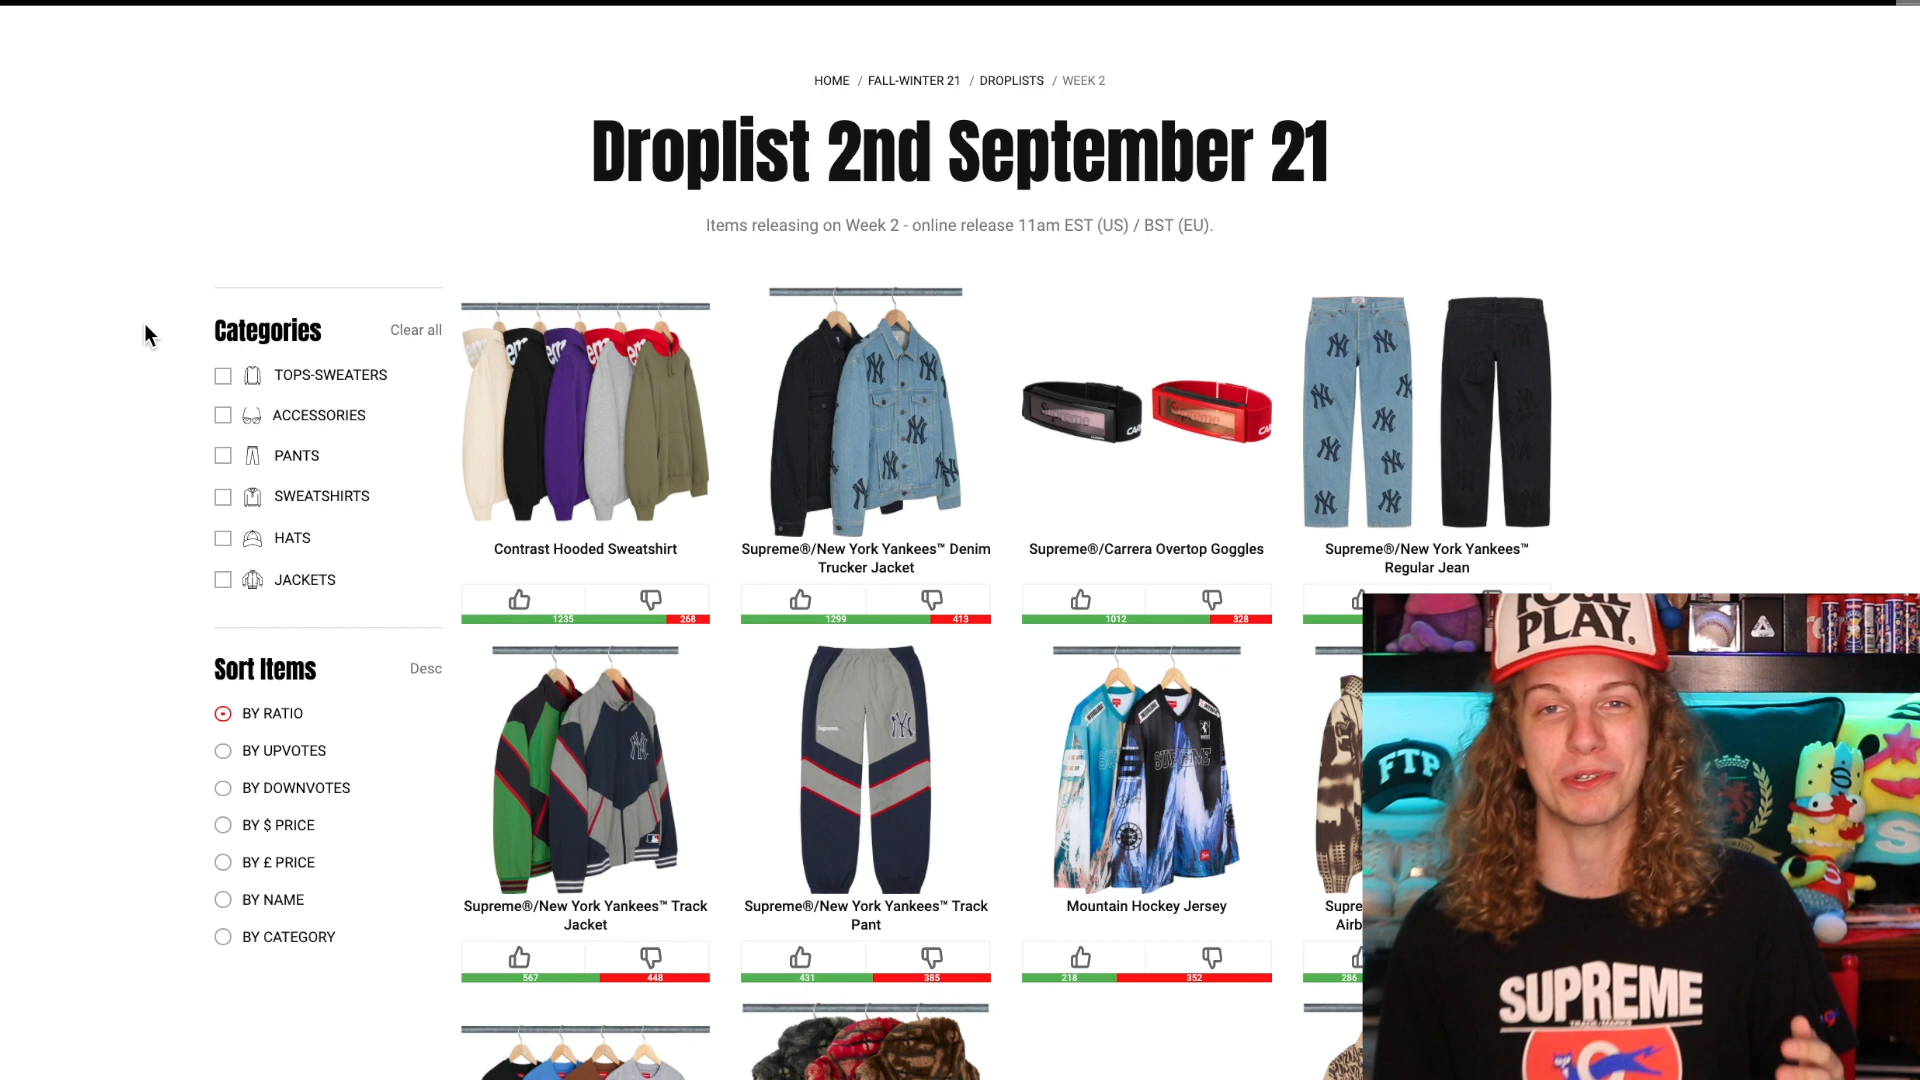 HOME / FALL-WINTER 21 / DROPLISTS / WEEK 2
Droplist 2nd September 21
Items releasing on Week 2 - online release 11am EST (US) / BST (EU).
Categories
Clear all
TOPS-SWEATERS
ACCESSORIES
PANTS
SWEATSHIRTS
HATS
JACKETS
Sort Items
Desc
BY RATIO
BY UPVOTES
BY DOWNVOTES
BY $ PRICE
BY £ PRICE
BY NAME
BY CATEGORY
Contrast Hooded Sweatshirt
1235
268
Supreme®/New York Yankees™ Denim
Trucker Jacket
1299
413
Supreme®/Carrera Overtop Goggles
1012
328
Supreme®/New York Yankees™
Regular Jean
Supreme®/New York Yankees™ Track
Jacket
567
448
Supreme®/New York Yankees™ Track
Pant
431
385
Mountain Hockey Jersey
218
352
Supre
Airb
286
PLAY.
FTP
SUPREME